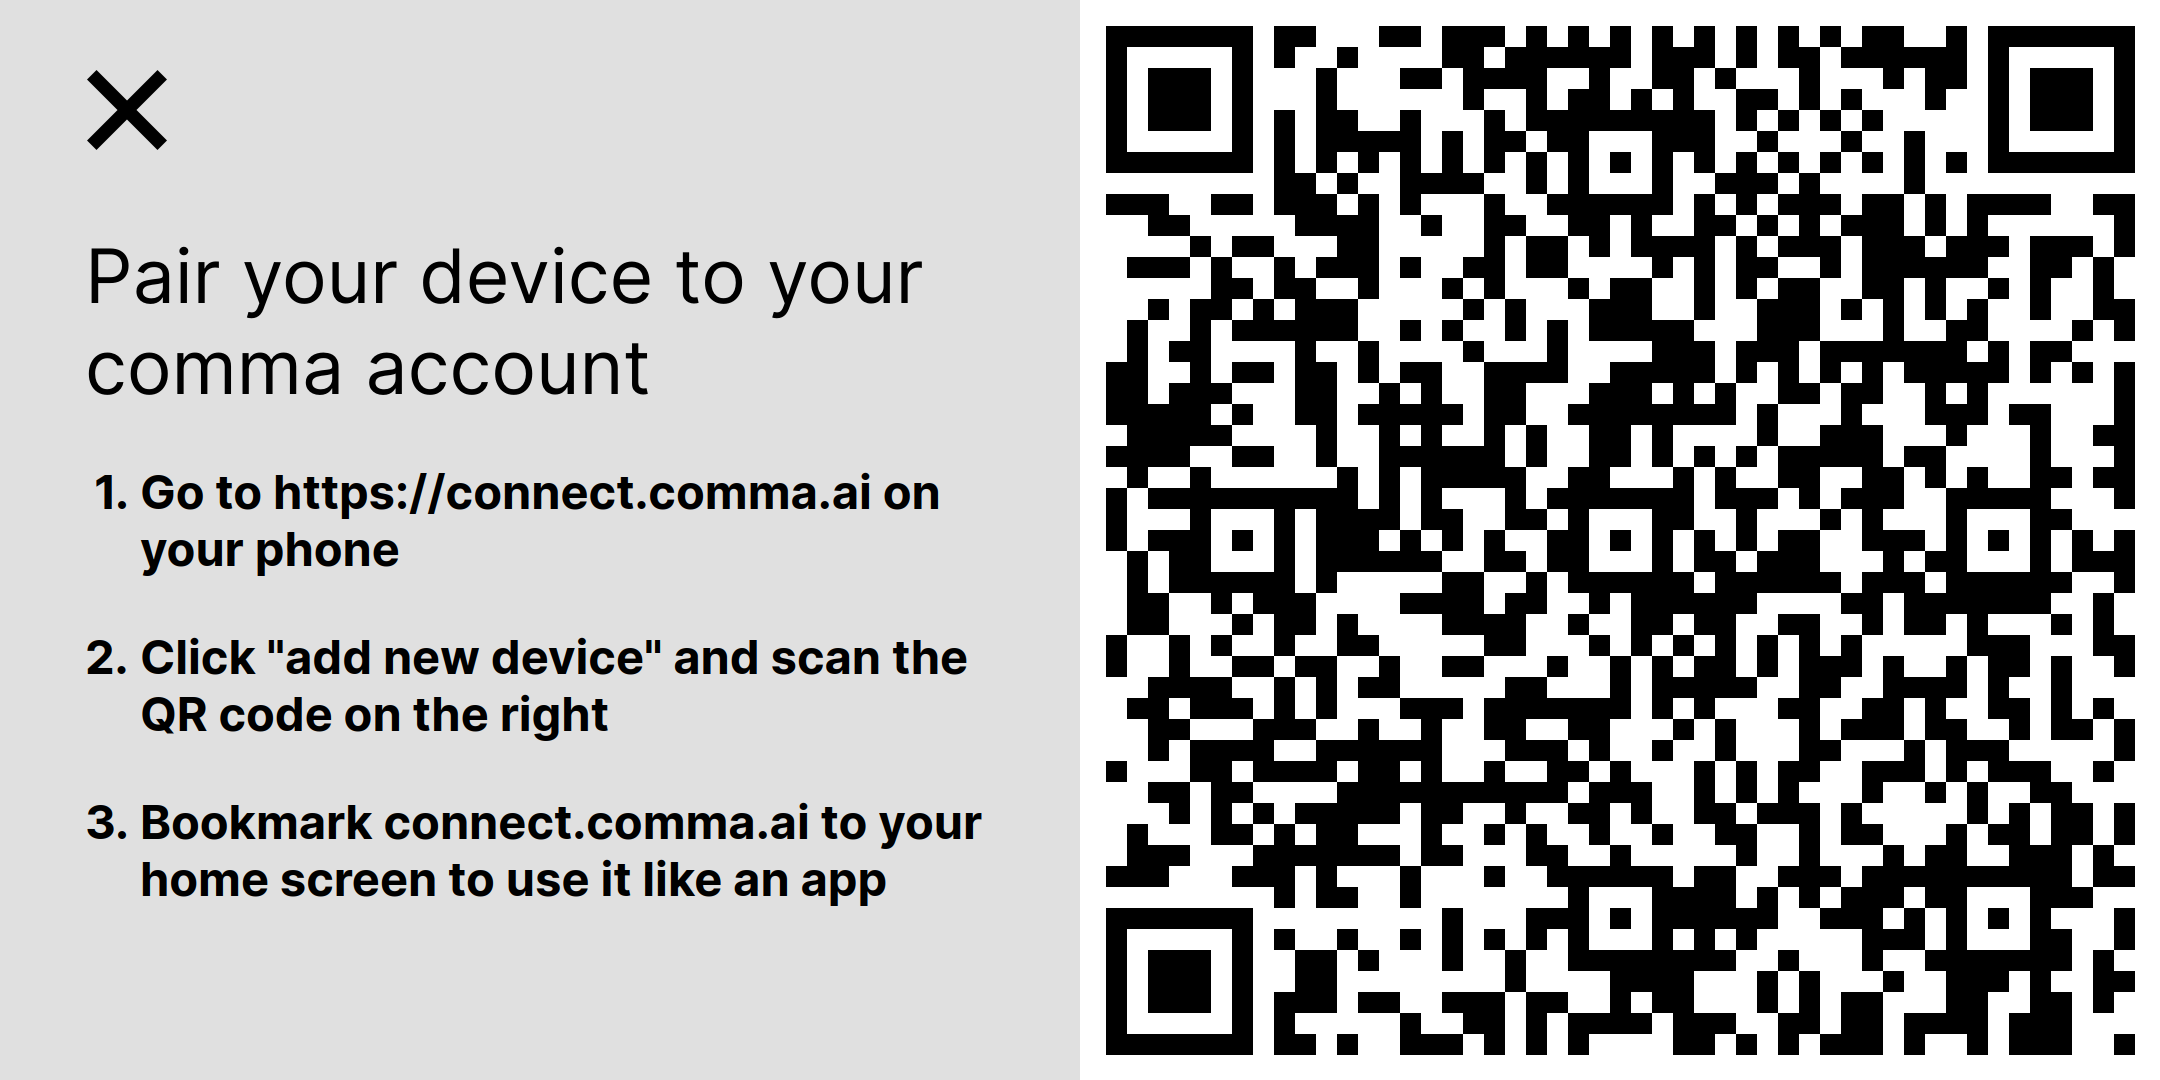 Pair your device to your
comma account
1. Go to https://connect.comma.ai on
your phone
2. Click "add new device" and scan the
QR code on the right
3. Bookmark connect.comma.ai to your
home screen to use it like an app